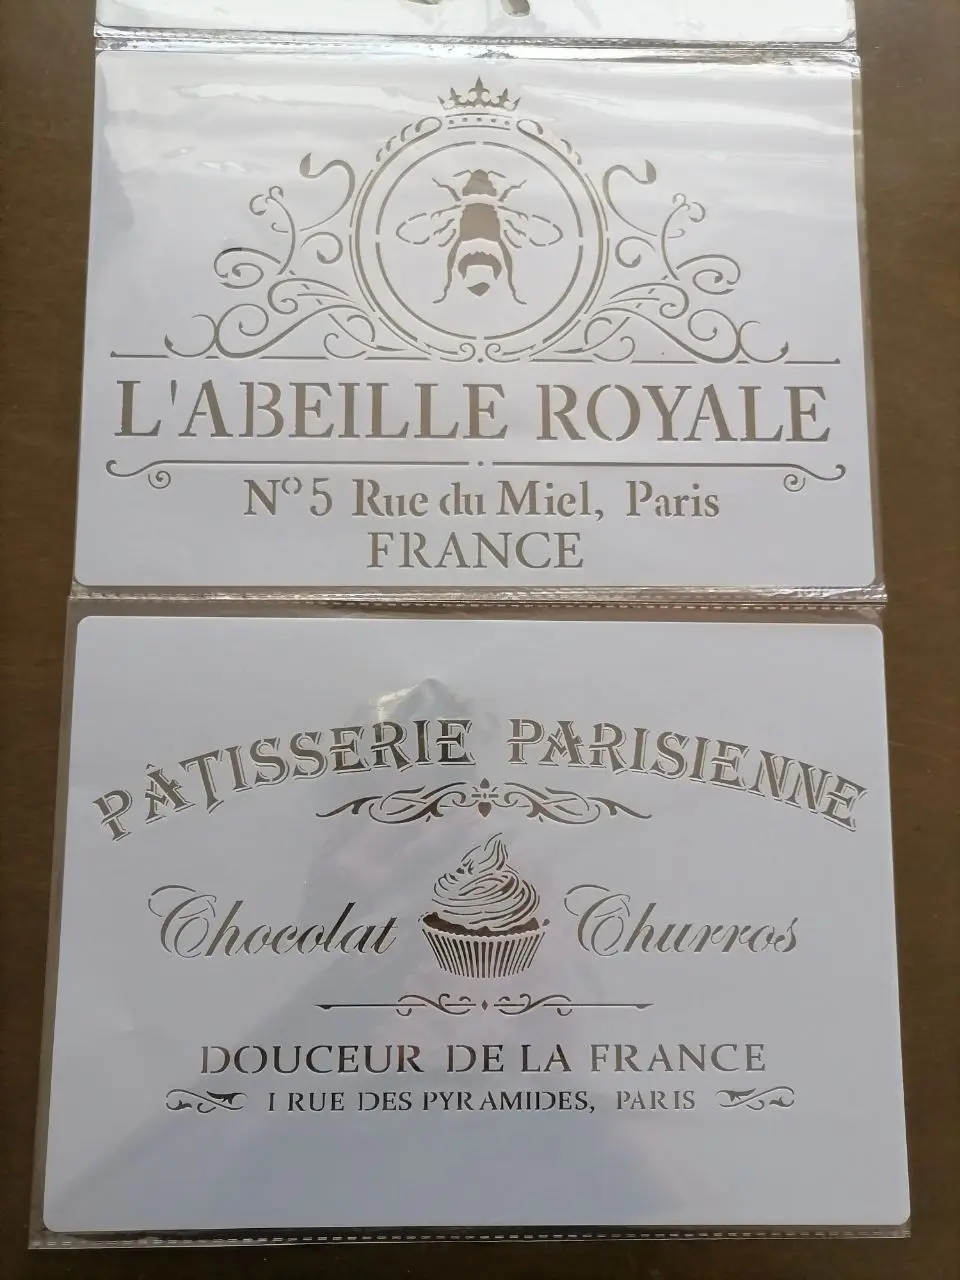 L'ABEILLE ROYALE
Nº 5 Rue du Miel, Paris
FRANCE
PÂTISSERIE PARISIENNE
Chocolat Churros
DOUCEUR DE LA FRANCE
1 RUE DES PYRAMIDES, PARIS